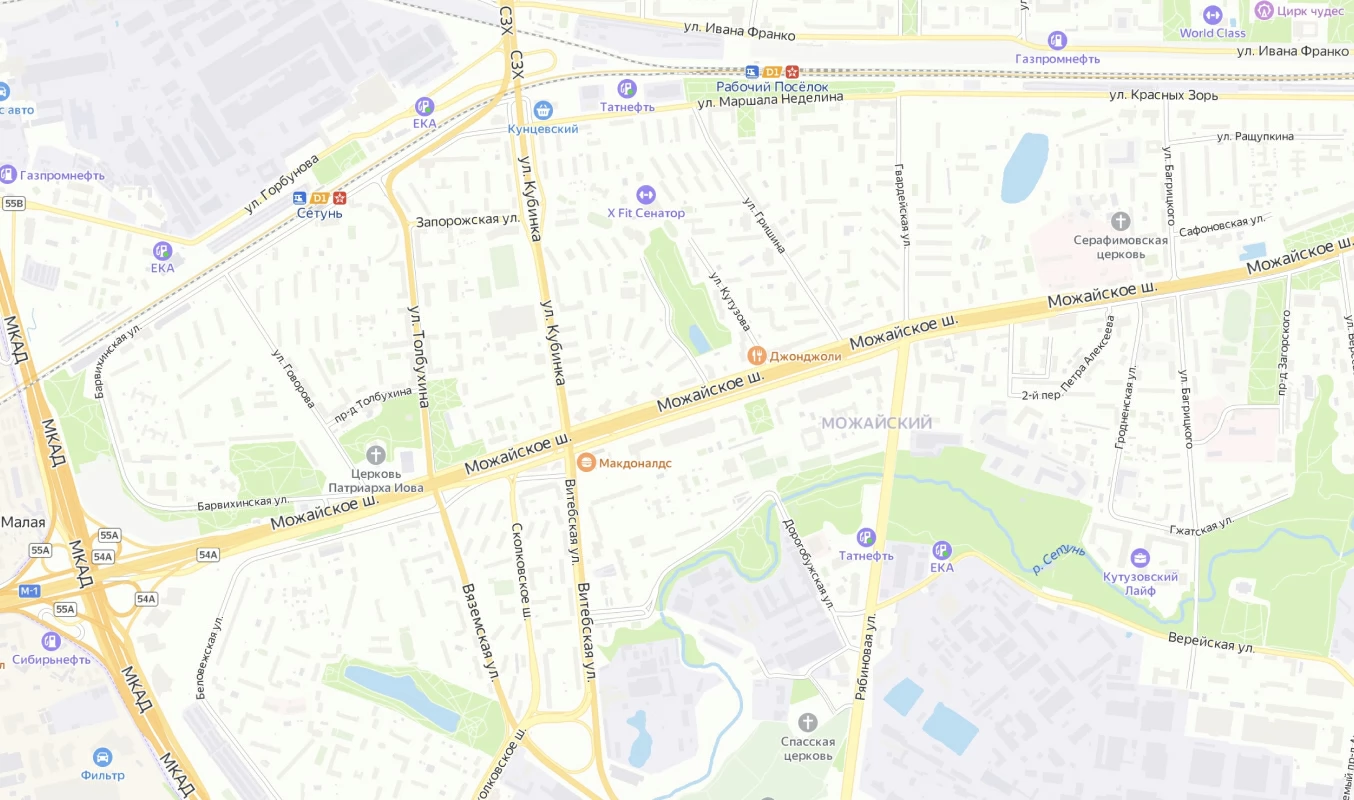 СЗХ
ул. Ивана Франко
World Class
Цирк чудес
Газпромнефть
ул. Ивана Франко
СЗХ
D1
Рабочий Посёлок
Татнефть
ул. Маршала Неделина
ул. Красных Зорь
с авто
ЕКА
Кунцевский
ул. Ращупкина
ул. Багрицкого
Газпромнефть
ул. Горбунова
ул. Кубинка
Гвардейская ул.
55В
D1
Сетунь
Запорожская ул.
X Fit Сенатор
ул. Гришина
Серафимовская
церковь
Сафоновская ул.
ЕКА
Можайское ш.
ул. Кутузова
Можайское ш.
МКАД
Барвихинская ул.
ул. Толбухина
ул. Кубинка
Можайское ш.
Джонджоли
ул. Петра Алексеева
2-й пер.
пр-д Загорского
ул. Говорова
пр-д Толбухина
Можайское ш.
МОЖАЙСКИЙ
Гродненская ул.
ул. Багрицкого
МКАД
Можайское ш.
Макдоналдс
Церковь
Патриарха Иова
Барвихинская ул.
Можайское ш.
Малая
55А
55А
54А
54А
МКАД
М-1
54А
55А
Сколковское ш.
Витебская ул.
Дорогобужская ул.
Татнефть
ЕКА
р. Сетунь
Гжатская ул.
Кутузовский
Лайф
Вяземская ул.
Витебская ул.
Беловежская ул.
Рябиновая ул.
Верейская ул.
Сибирьнефть
МКАД
Спасская
церковь
Фильтр
МКАД
олковское ш.